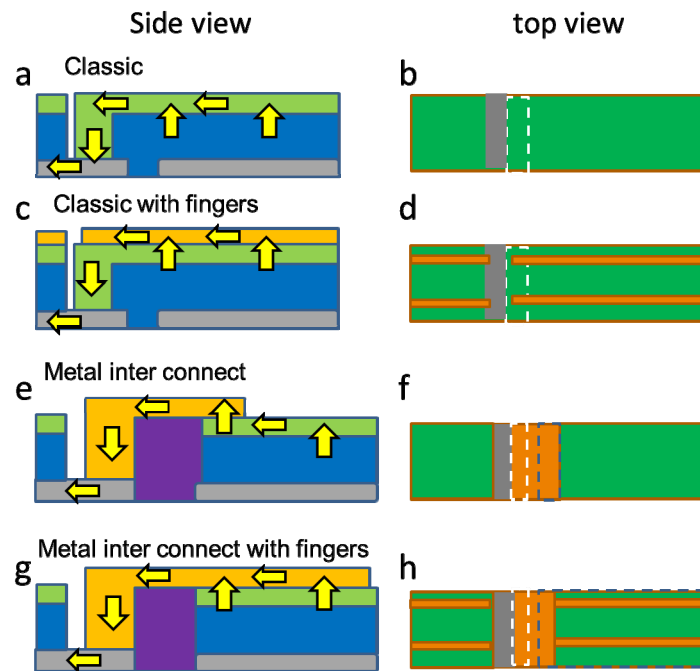 Side view
top view
a
Classic
b
c
Classic with fingers
d
e
Metal inter connect
f
Metal inter connect with fingers
g
h